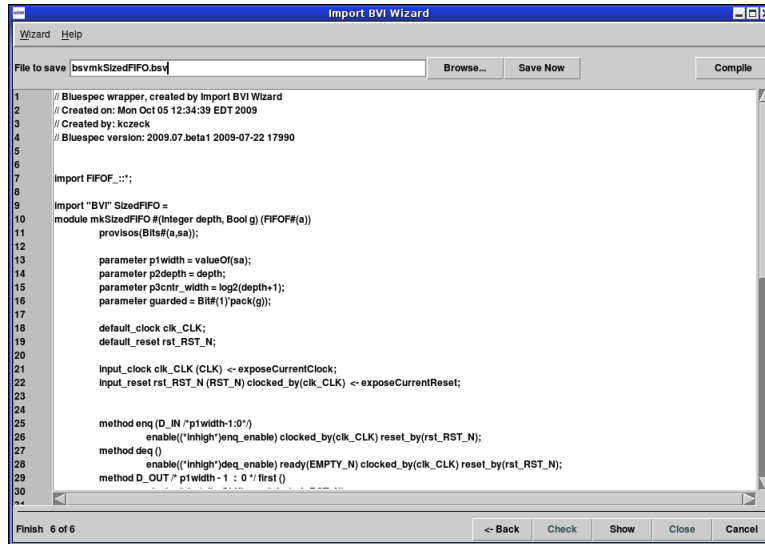 Import BVI Wizard
Wizard Help
File to save bsvmkSizedFIFO.bsv Browse... Save Now Compile
1 // Bluespec wrapper, created by Import BVI Wizard
2 // Created on: Mon Oct 05 12:34:39 EDT 2009
3 // Created by: kczeck
4 // Bluespec version: 2009.07.beta1 2009-07-22 17990
5
6
7 import FIFOF_::*;
8
9 import "BVI" SizedFIFO =
10 module mkSizedFIFO #(Integer depth, Bool g) (FIFOF#(a))
11 provisos(Bits#(a,sa));
12
13 parameter p1width = valueOf(sa);
14 parameter p2depth = depth;
15 parameter p3cntr_width = log2(depth+1);
16 parameter guarded = Bit#(1)'pack(g));
17
18 default_clock clk_CLK;
19 default_reset rst_RST_N;
20
21 input_clock clk_CLK (CLK) <- exposeCurrentClock;
22 input_reset rst_RST_N (RST_N) clocked_by(clk_CLK) <- exposeCurrentReset;
23
24
25 method enq (D_IN /*p1width-1:0*/)
26 enable((*inhigh*)enq_enable) clocked_by(clk_CLK) reset_by(rst_RST_N);
27 method deq ()
28 enable((*inhigh*)deq_enable) ready(EMPTY_N) clocked_by(clk_CLK) reset_by(rst_RST_N);
29 method D_OUT /* p1width - 1 : 0 */ first ()
30
Finish 6 of 6 <- Back Check Show Close Cancel